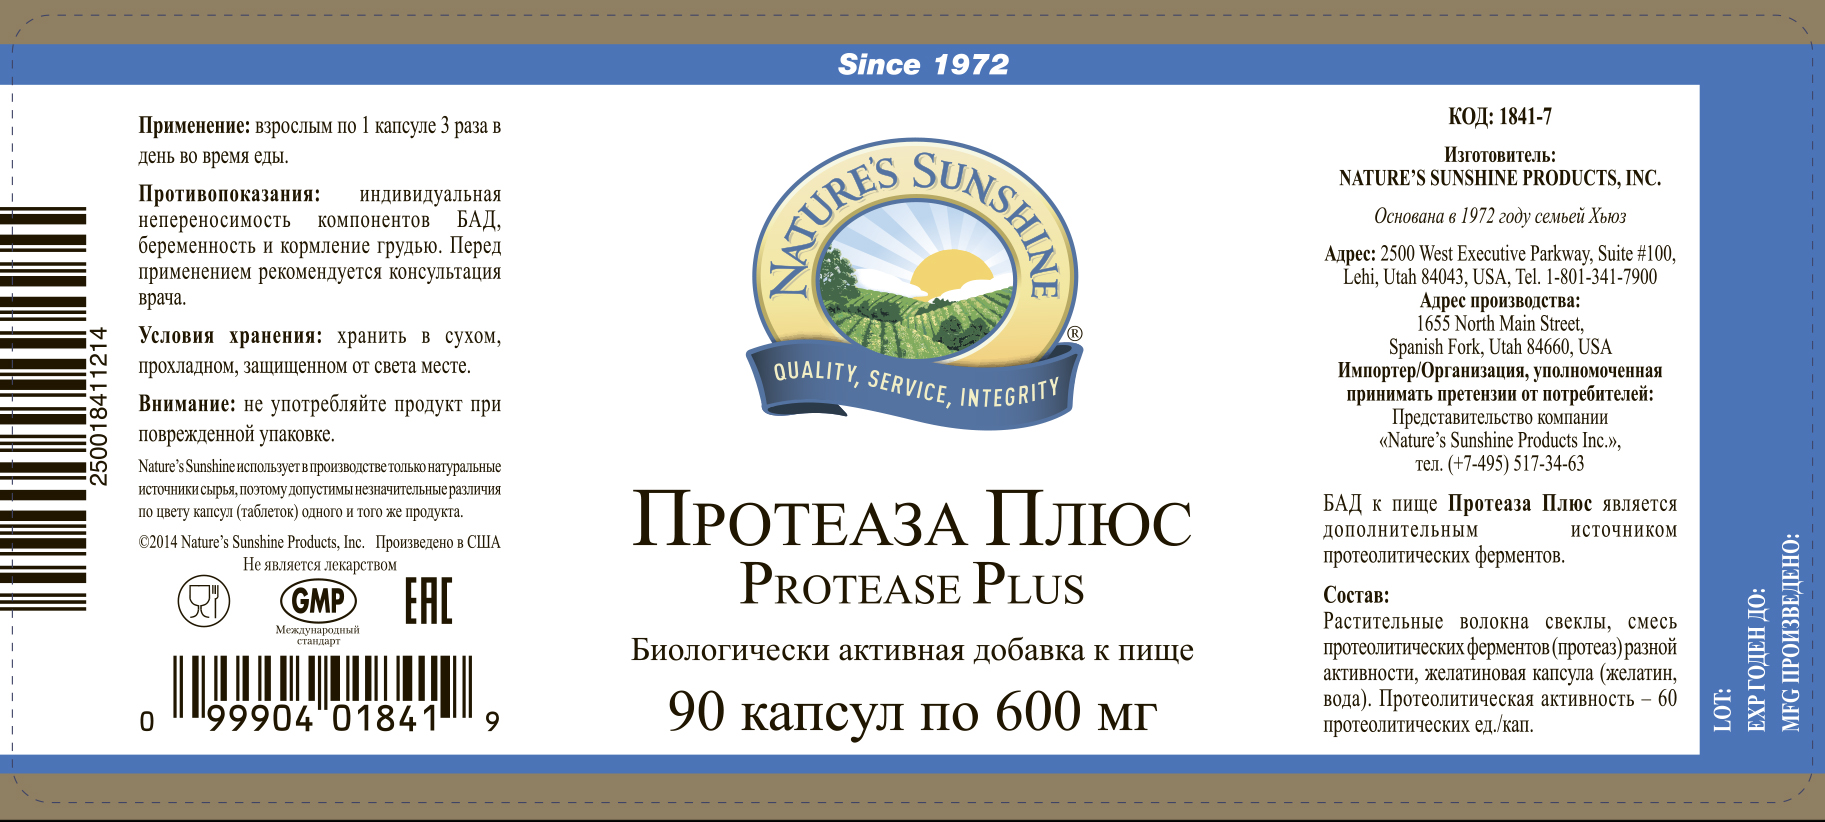 Since 1972
250018411214
Применение: взрослым по 1 капсуле 3 раза в
день во время еды.
Противопоказания: индивидуальная
непереносимость компонентов БАД,
беременность и кормление грудью. Перед
применением рекомендуется консультация
врача.
Условия хранения: хранить в сухом,
прохладном, защищенном от света месте.
Внимание: не употребляйте продукт при
поврежденной упаковке.
Nature's Sunshine использует в производстве только натуральные
источники сырья, поэтому допустимы незначительные различия
по цвету капсул (таблеток) одного и того же продукта.
©2014 Nature's Sunshine Products, Inc. Произведено в США
Не является лекарством
GMP
Международный
стандарт
EAC
0 99904 01841 9
NATURE'S SUNSHINE
®
QUALITY, SERVICE, INTEGRITY
Протеаза Плюс
Protease Plus
Биологически активная добавка к пище
90 капсул по 600 мг
КОД: 1841-7
Изготовитель:
NATURE'S SUNSHINE PRODUCTS, INC.
Основана в 1972 году семьей Хьюз
Адрес: 2500 West Executive Parkway, Suite #100,
Lehi, Utah 84043, USA, Tel. 1-801-341-7900
Адрес производства:
1655 North Main Street,
Spanish Fork, Utah 84660, USA
Импортер/Организация, уполномоченная
принимать претензии от потребителей:
Представительство компании
«Nature's Sunshine Products Inc.»,
тел. (+7-495) 517-34-63
БАД к пище Протеаза Плюс является
дополнительным источником
протеолитических ферментов.
Состав:
Растительные волокна свеклы, смесь
протеолитических ферментов (протеаз) разной
активности, желатиновая капсула (желатин,
вода). Протеолитическая активность – 60
протеолитических ед./кап.
LOT:
EXP ГОДЕН ДО:
MFG ПРОИЗВЕДЕНО: